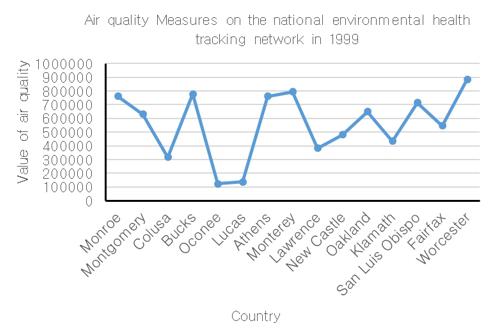 Air quality Measures on the national environmental health
tracking network in 1999
Value of air quality
1000000
900000
800000
700000
600000
500000
400000
300000
200000
100000
0
Monroe
Montgomery
Colusa
Bucks
Oconee
Lucas
Athens
Monterey
Lawrence
New Castle
Oakland
Klamath
San Luis Obispo
Fairfax
Worcester
Country